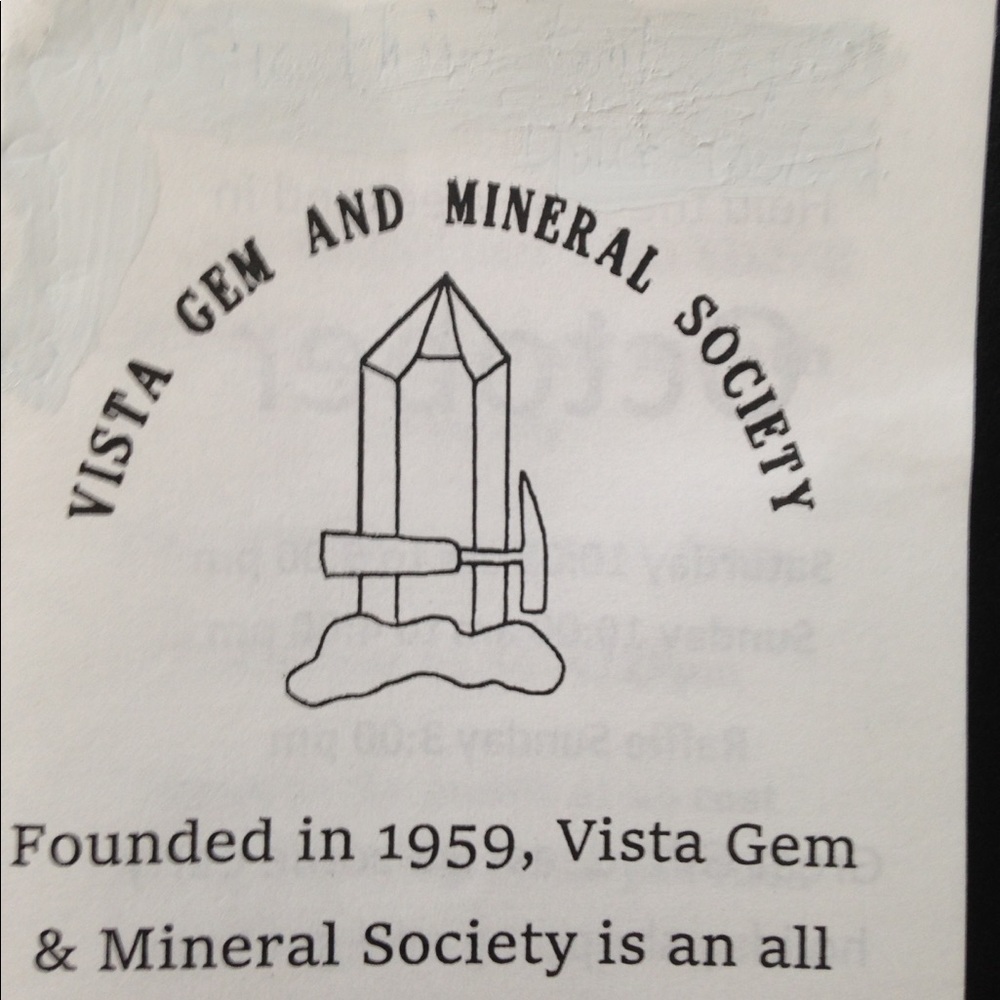 VISTA GEM AND MINERAL SOCIETY
Founded in 1959, Vista Gem
& Mineral Society is an all